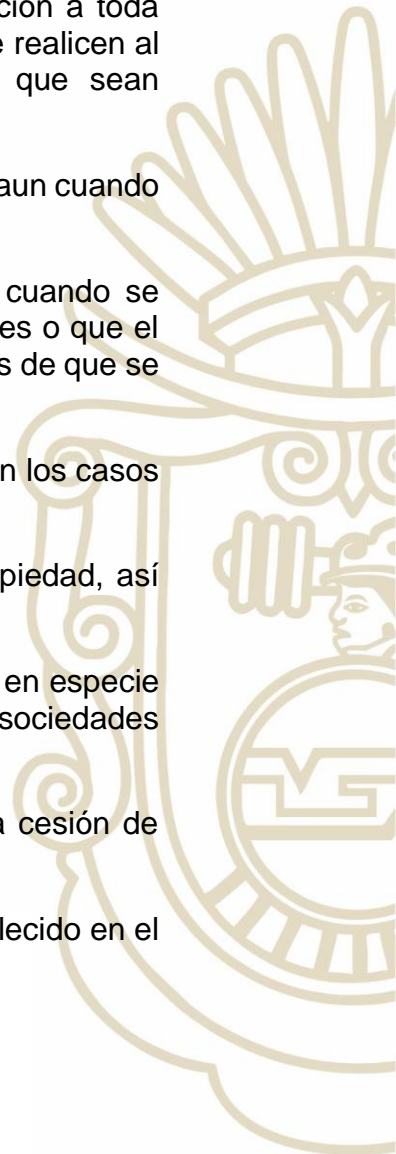 ción a toda
realicen al
que sean
aun cuando
cuando se
es o que el
s de que se
n los casos
piedad, así
en especie
sociedades
a cesión de
lecido en el